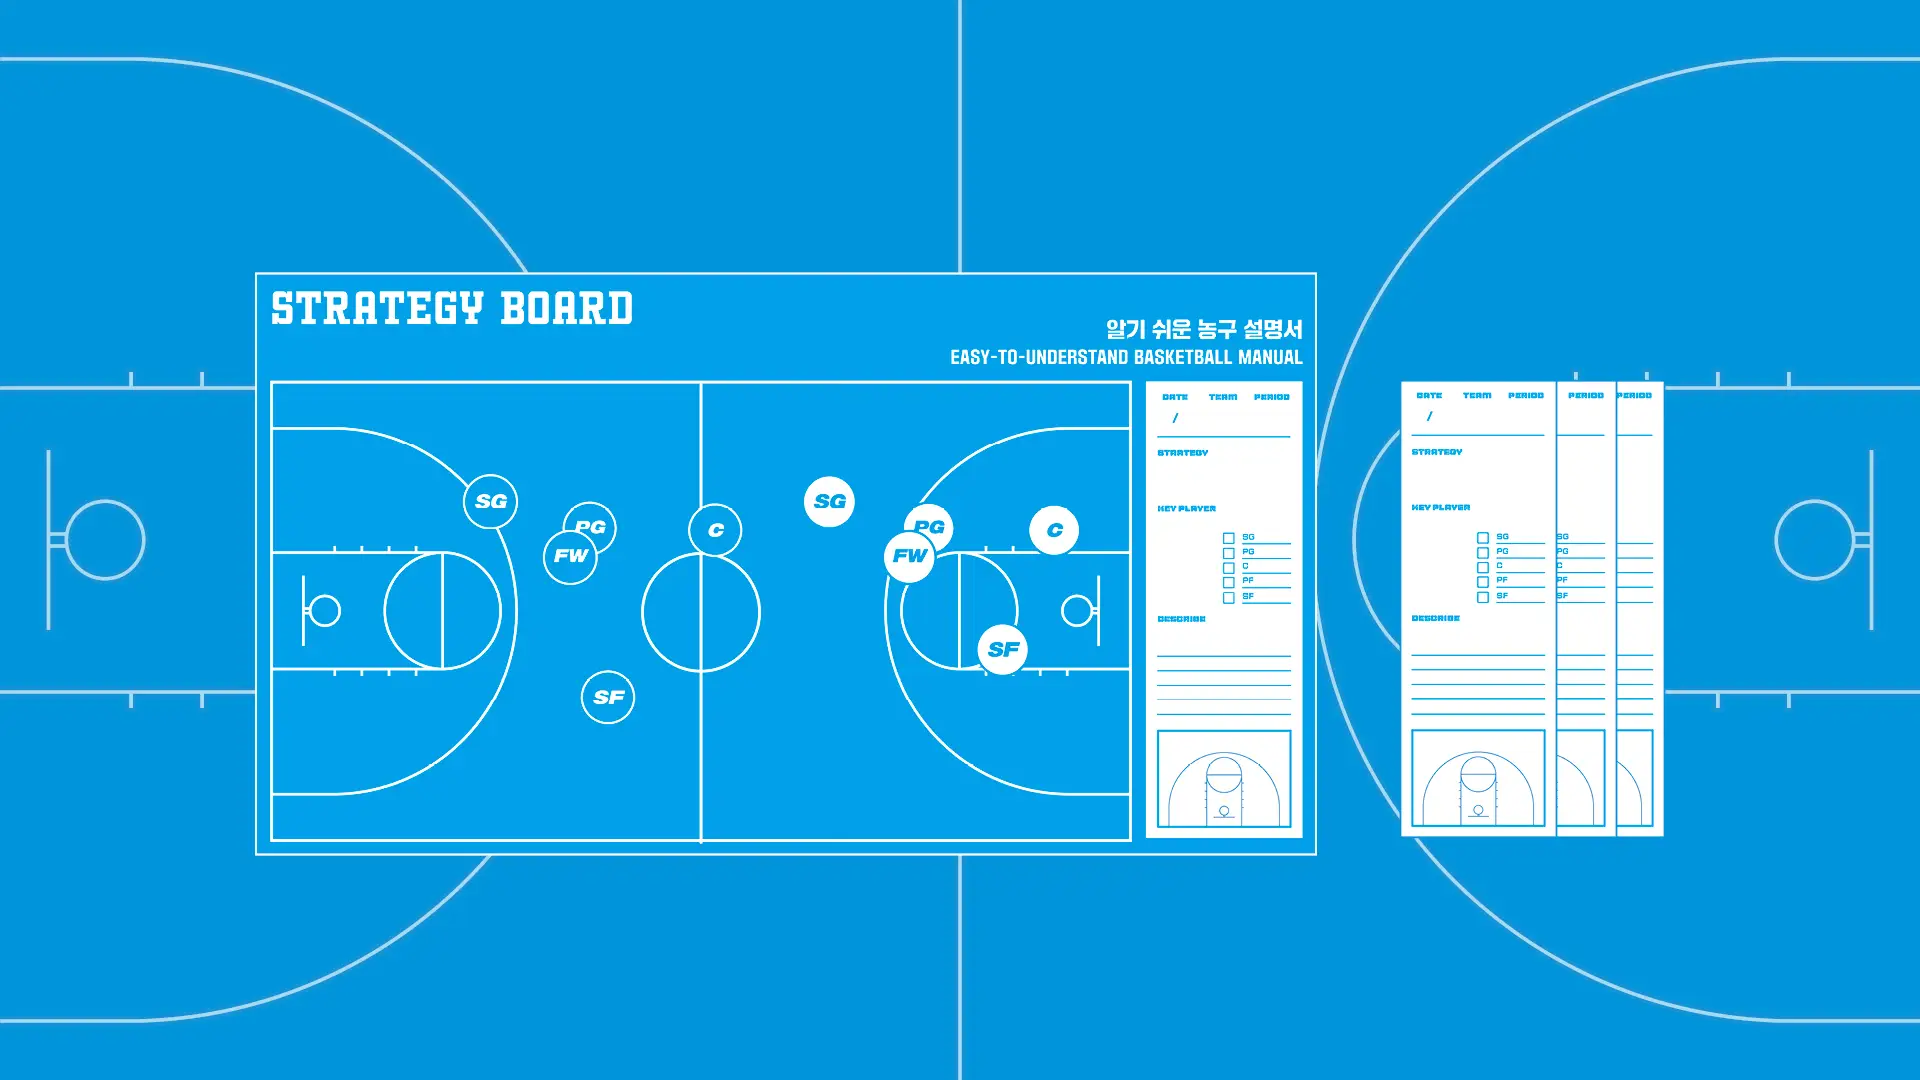 STRATEGY BOARD
알기 쉬운 농구 설명서
EASY-TO-UNDERSTAND BASKETBALL MANUAL
SG
PG
FW
C
SF
SG
PG
FW
C
SF
DATE TEAM PERIOD
/
STRATEGY
KEY PLAYER
SG
PG
C
PF
SF
DESCRIBE
DATE TEAM PERIOD
/
STRATEGY
KEY PLAYER
SG
PG
C
PF
SF
DESCRIBE
PERIOD
SG
PG
C
PF
SF
PERIOD